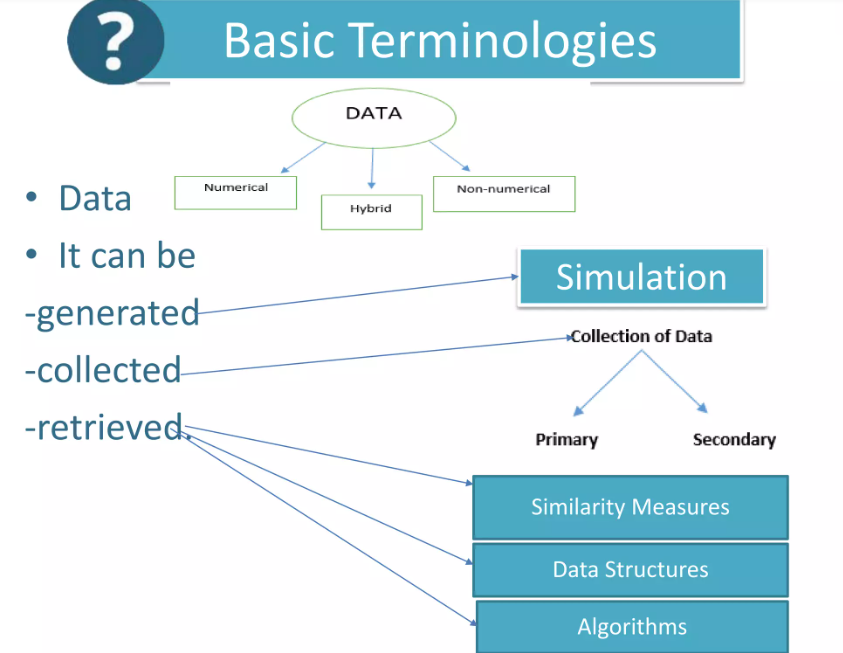 ?
Basic Terminologies
DATA
Numerical
Hybrid
Non-numerical
• Data
• It can be
-generated
-collected
-retrieved.
Simulation
Collection of Data
Primary
Secondary
Similarity Measures
Data Structures
Algorithms